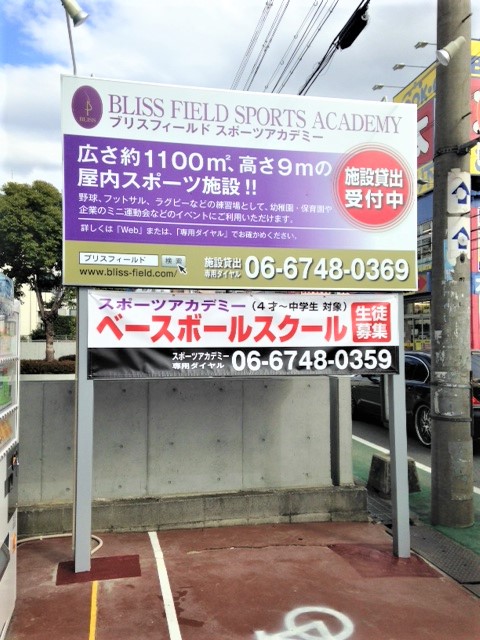 BLISS
BLISS FIELD SPORTS ACADEMY
ブリスフィールド スポーツアカデミー
広さ約1100㎡、高さ9mの
屋内スポーツ施設!!
野球、フットサル、ラグビーなどの練習場として、幼稚園・保育園や
企業のミニ運動会などのイベントにご利用いただけます。
詳しくは「Web」または、「専用ダイヤル」でお確かめください。
施設貸出
受付中
ブリスフィールド 検索
www.bliss-field.com/
施設貸出
専用ダイヤル 06-6748-0369
スポーツアカデミー (4才〜中学生 対象)
ベースボールスクール
生徒
募集
スポーツアカデミー
専用ダイヤル 06-6748-0359